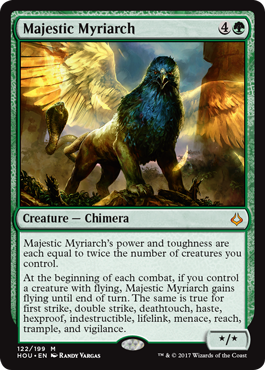 Majestic Myriarch 4
Creature — Chimera
Majestic Myriarch's power and toughness
are each equal to twice the number of creatures you
control.
At the beginning of each combat, if you control
a creature with flying, Majestic Myriarch gains
flying until end of turn. The same is true for
first strike, double strike, deathtouch, haste,
hexproof, indestructible, lifelink, menace, reach,
trample, and vigilance.
*/*
122/199 M
HOU • EN RANDY VARGAS
™ & © 2017 Wizards of the Coast